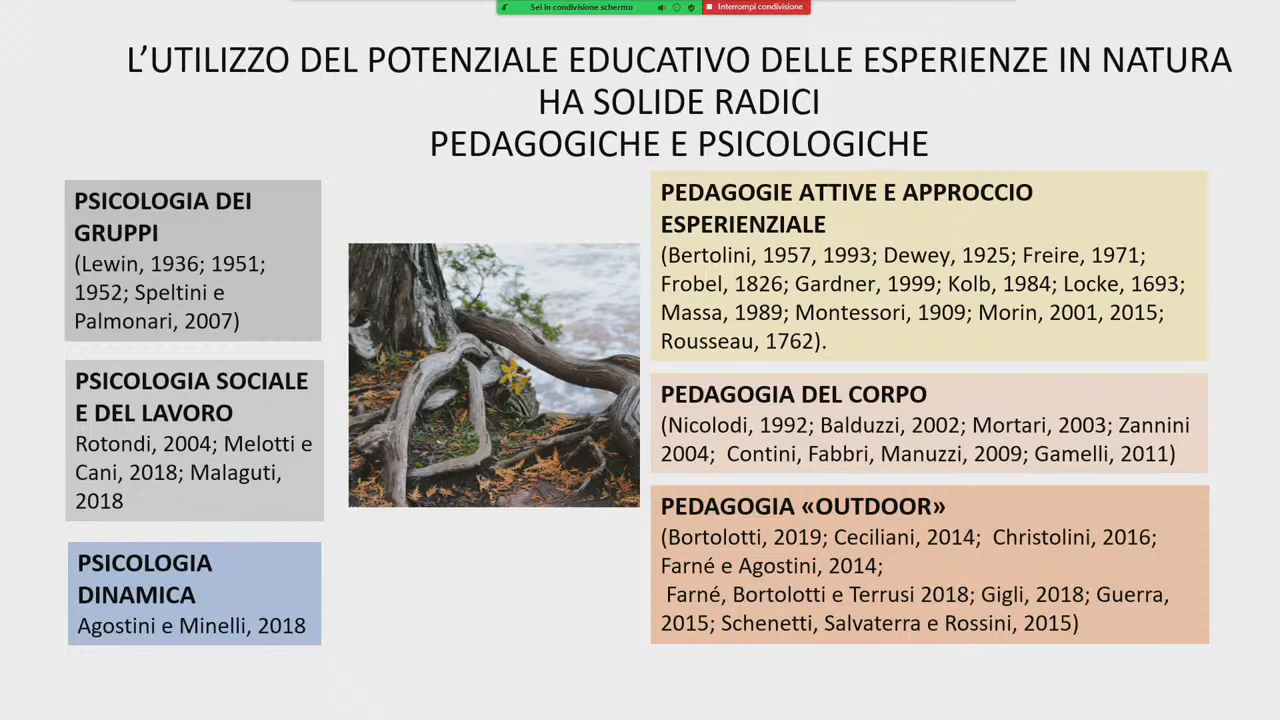 Sei in condivisione schermo
Interrompi condivisione
L’UTILIZZO DEL POTENZIALE EDUCATIVO DELLE ESPERIENZE IN NATURA
HA SOLIDE RADICI
PEDAGOGICHE E PSICOLOGICHE
PSICOLOGIA DEI
GRUPPI
(Lewin, 1936; 1951;
1952; Speltini e
Palmonari, 2007)
PSICOLOGIA SOCIALE
E DEL LAVORO
Rotondi, 2004; Melotti e
Cani, 2018; Malaguti,
2018
PSICOLOGIA
DINAMICA
Agostini e Minelli, 2018
PEDAGOGIE ATTIVE E APPROCCIO
ESPERIENZIALE
(Bertolini, 1957, 1993; Dewey, 1925; Freire, 1971;
Frobel, 1826; Gardner, 1999; Kolb, 1984; Locke, 1693;
Massa, 1989; Montessori, 1909; Morin, 2001, 2015;
Rousseau, 1762).
PEDAGOGIA DEL CORPO
(Nicolodi, 1992; Balduzzi, 2002; Mortari, 2003; Zannini
2004;  Contini, Fabbri, Manuzzi, 2009; Gamelli, 2011)
PEDAGOGIA «OUTDOOR»
(Bortolotti, 2019; Ceciliani, 2014;  Christolini, 2016;
Farné e Agostini, 2014;
Farné, Bortolotti e Terrusi 2018; Gigli, 2018; Guerra,
2015; Schenetti, Salvaterra e Rossini, 2015)